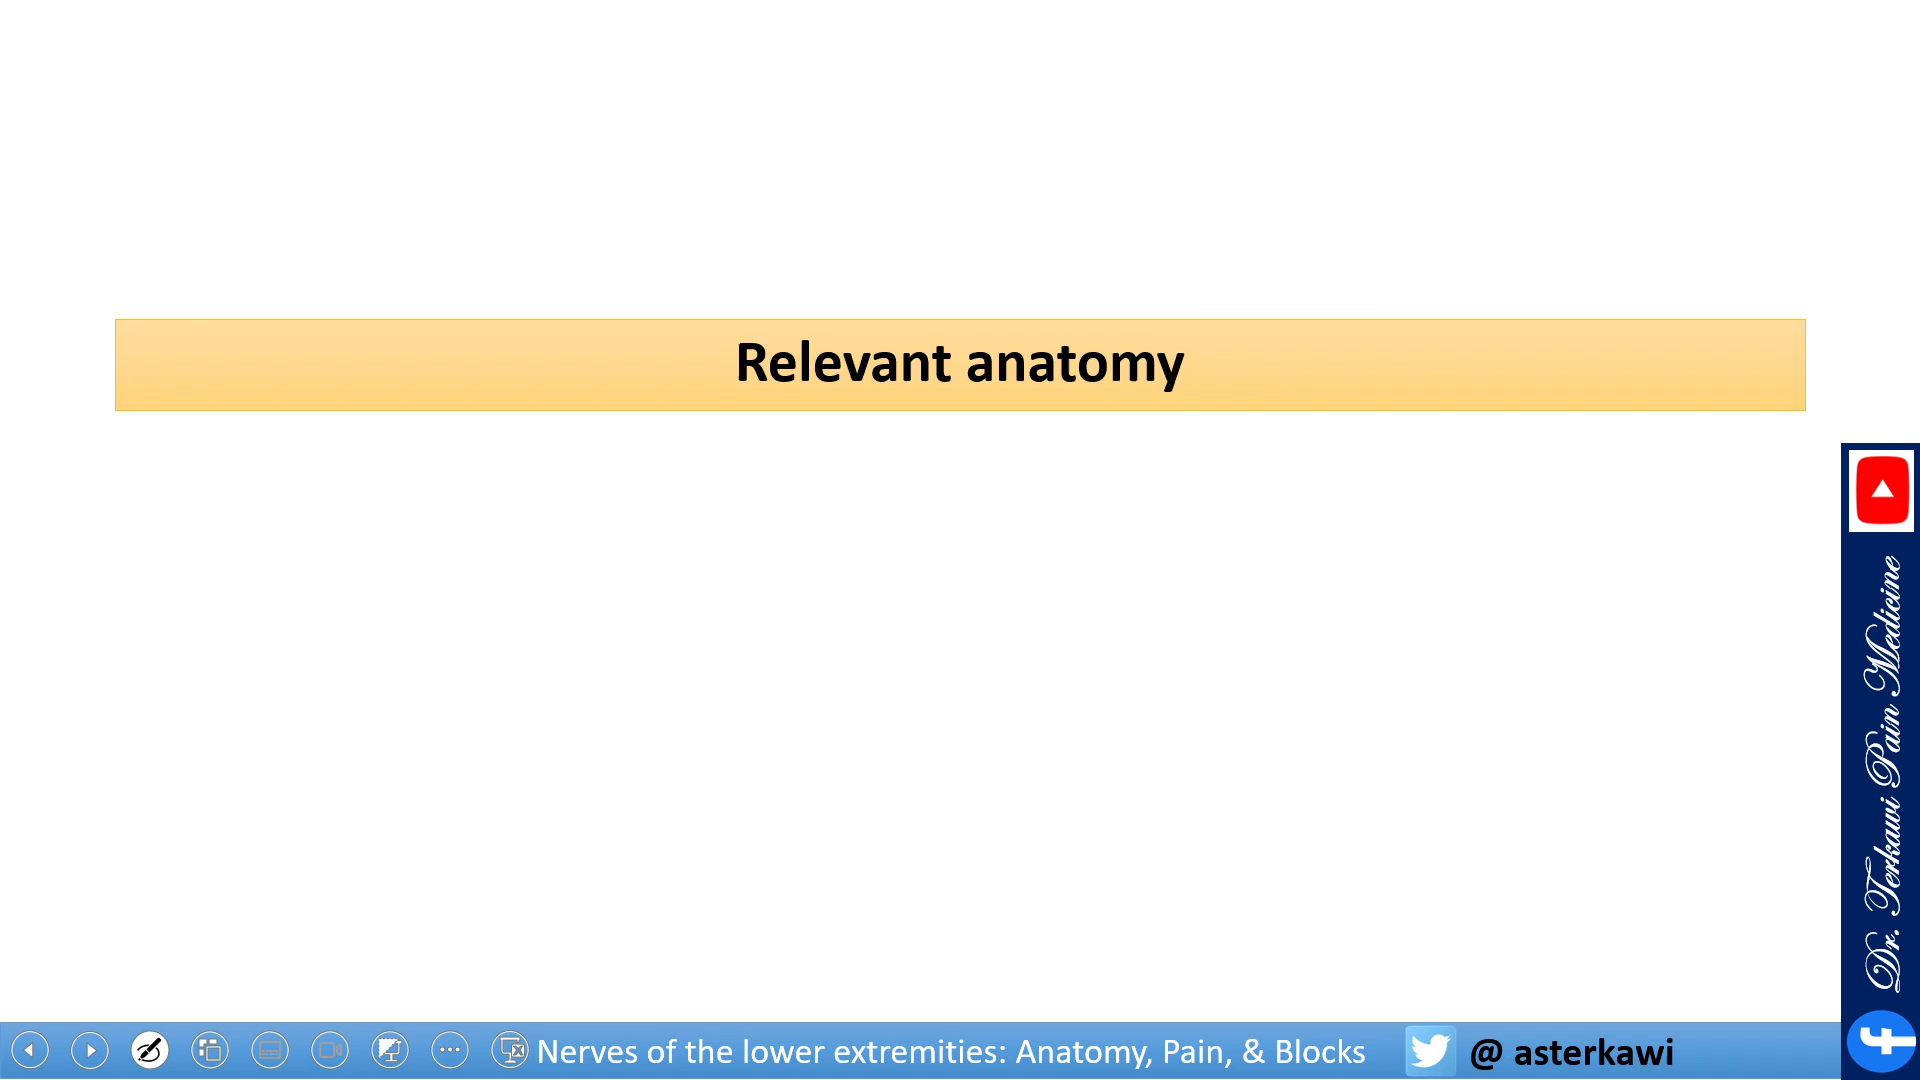 Relevant anatomy
Dr. Terkawi Pain Medicine
Nerves of the lower extremities: Anatomy, Pain, & Blocks
@ asterkawi